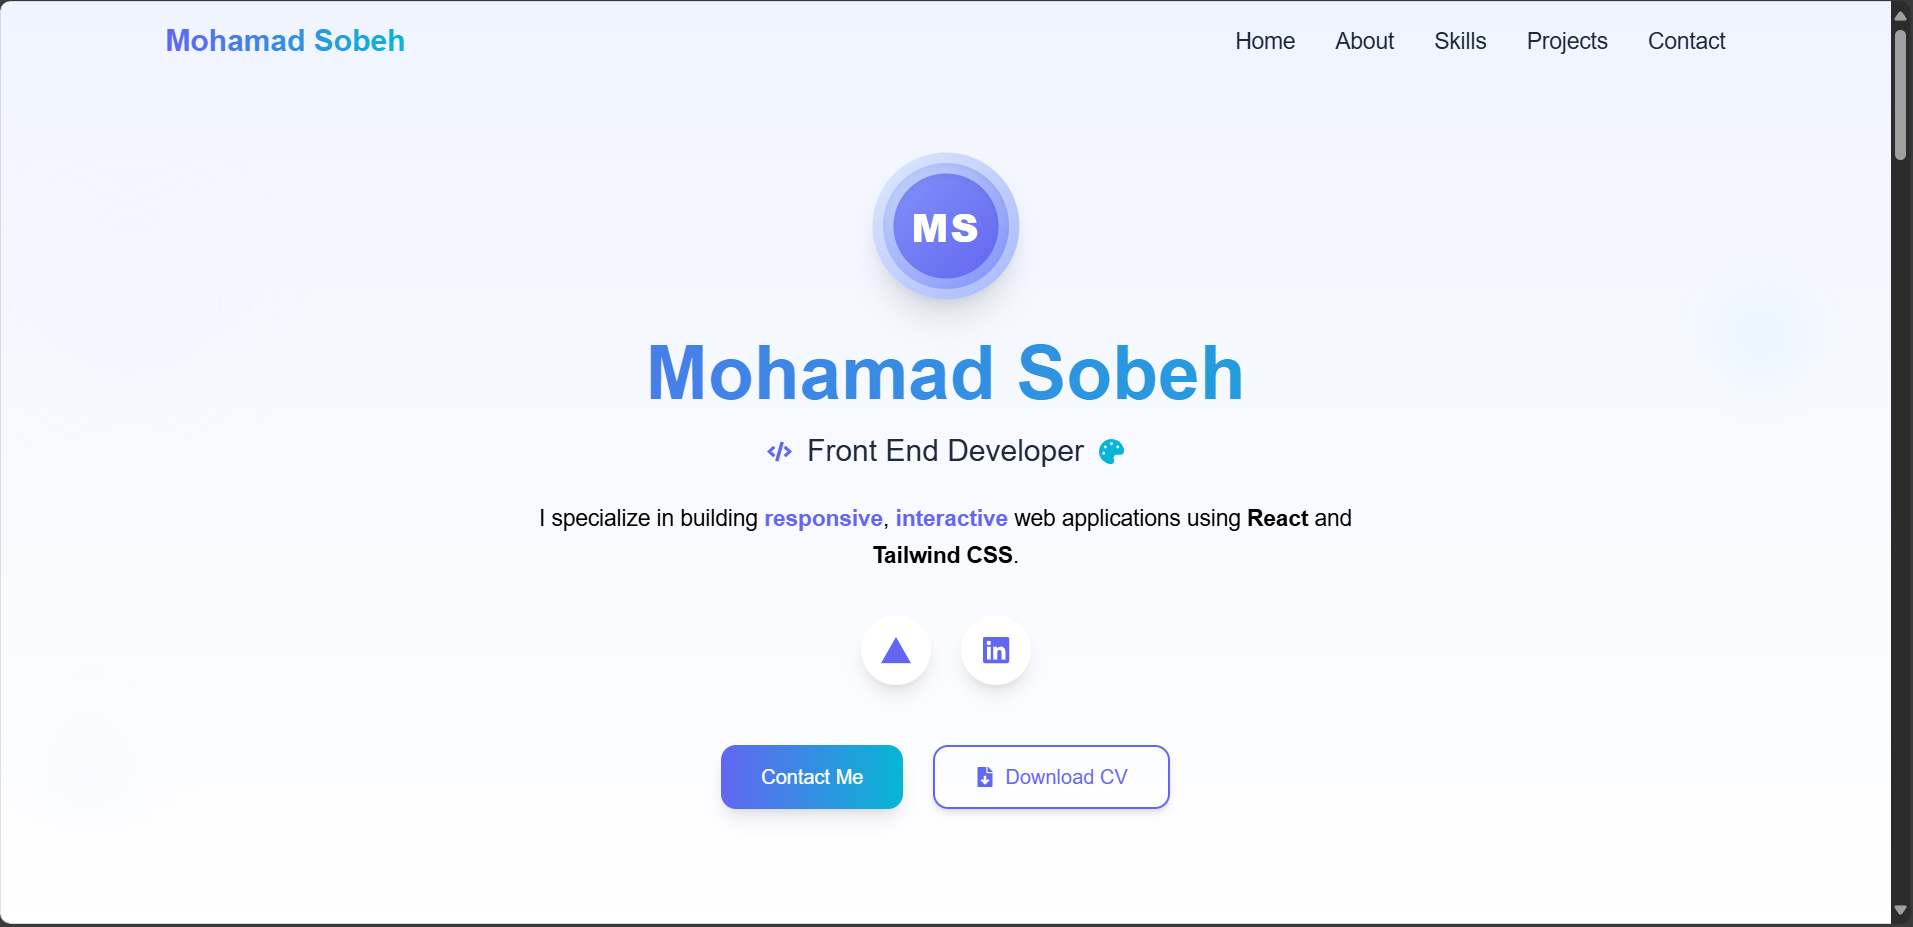 Mohamad Sobeh
Home About Skills Projects Contact
MS
Mohamad Sobeh
Front End Developer
I specialize in building responsive, interactive web applications using React and
Tailwind CSS.
in
Contact Me
Download CV